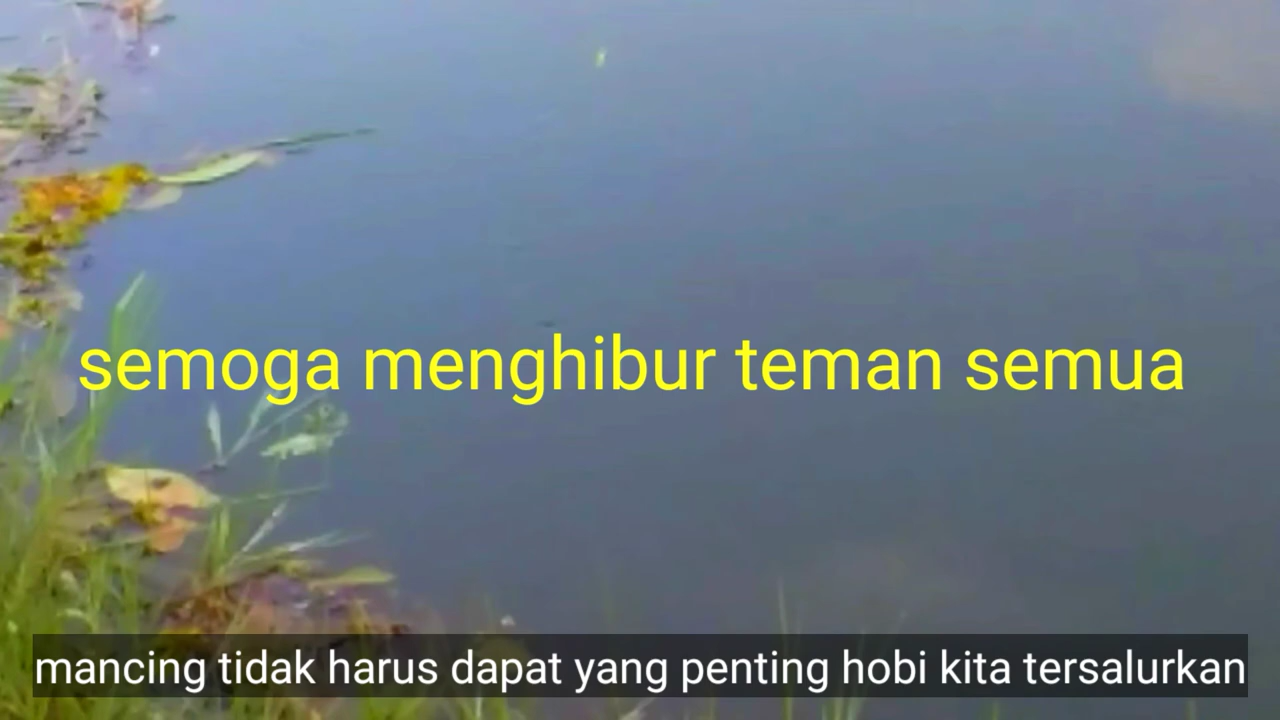 semoga menghibur teman semua
mancing tidak harus dapat yang penting hobi kita tersalurkan